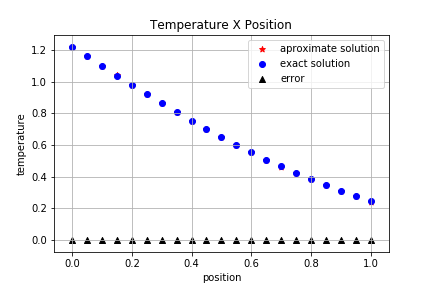 Temperature X Position
aproximate solution
exact solution
error
temperature
1.2
1.0
0.8
0.6
0.4
0.2
0.0
0.0 0.2 0.4 0.6 0.8 1.0
position